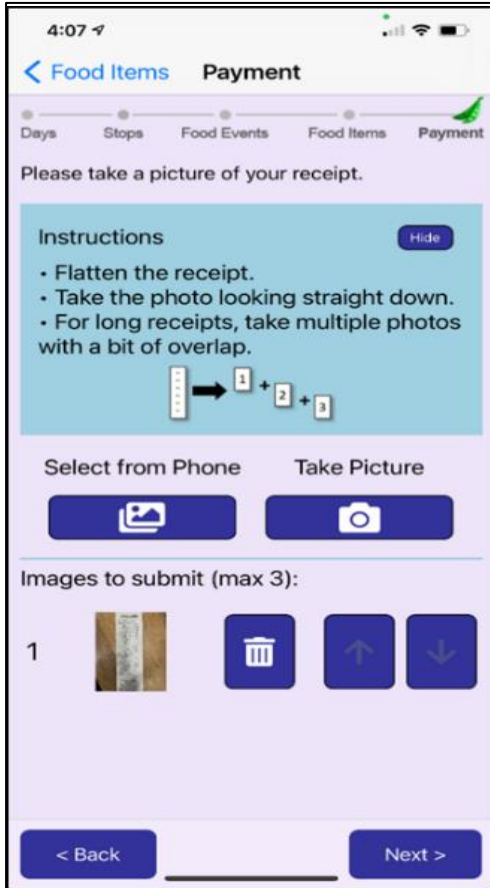 4:07
Food Items Payment
Days Stops Food Events Food Items Payment
Please take a picture of your receipt.
Instructions Hide
• Flatten the receipt.
• Take the photo looking straight down.
• For long receipts, take multiple photos
with a bit of overlap.
1 + 2 + 3
Select from Phone Take Picture
Images to submit (max 3):
1
< Back Next >